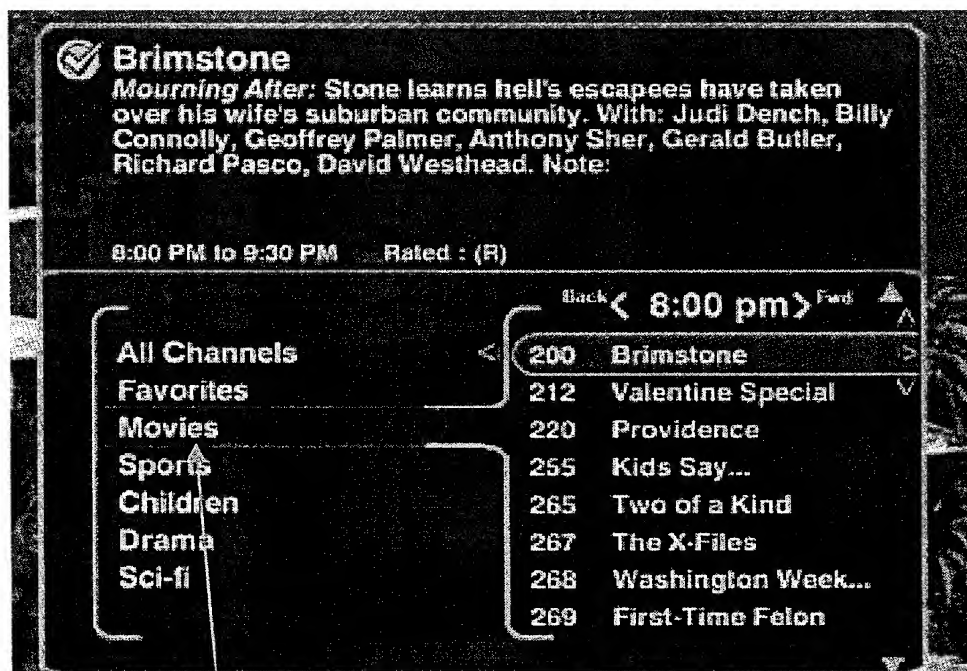 Brimstone
Mourning After: Stone learns hell's escapees have taken
over his wife's suburban community. With: Judi Dench, Billy
Connolly, Geoffrey Palmer, Anthony Sher, Gerald Butler,
Richard Pasco, David Westhead. Note:
8:00 PM to 9:30 PM Rated : (R)
Back < 8:00 pm > Fwd
All Channels < 200 Brimstone >
Favorites 212 Valentine Special
Movies 220 Providence
Sports 255 Kids Say...
Children 265 Two of a Kind
Drama 267 The X-Files
Sci-fi 268 Washington Week...
269 First-Time Felon